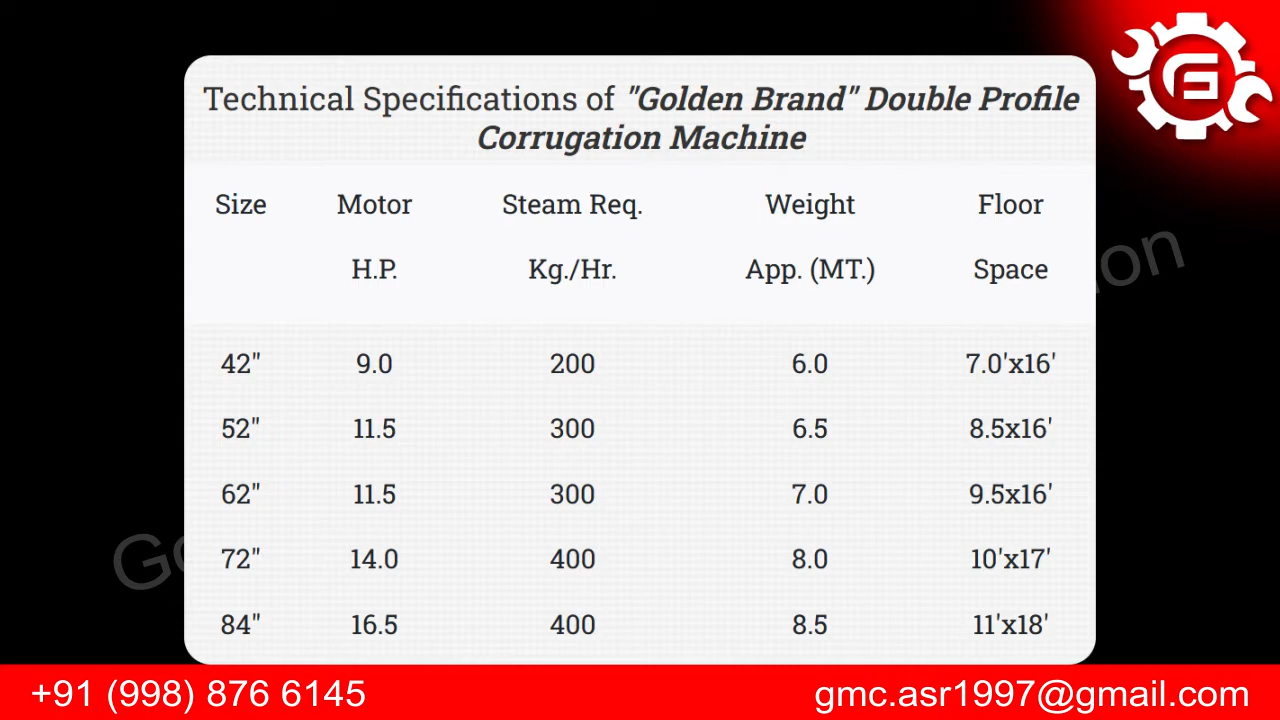 G
Technical Specifications of "Golden Brand" Double Profile
Corrugation Machine
Size Motor Steam Req. Weight Floor
H.P. Kg./Hr. App. (MT.) Space
42" 9.0 200 6.0 7.0'x16'
52" 11.5 300 6.5 8.5x16'
62" 11.5 300 7.0 9.5x16'
72" 14.0 400 8.0 10'x17'
84" 16.5 400 8.5 11'x18'
+91 (998) 876 6145 gmc.asr1997@gmail.com